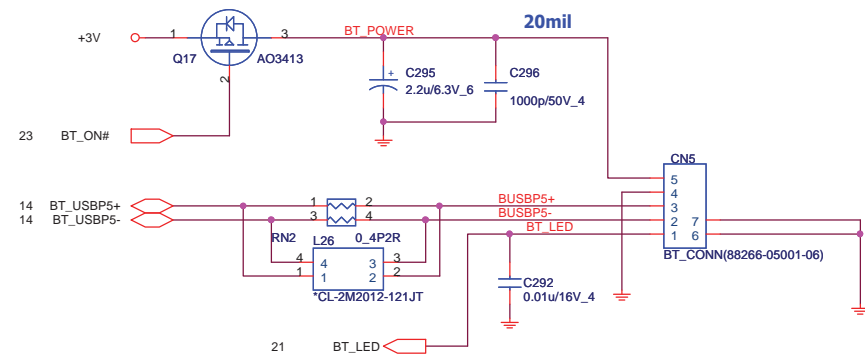 20mil
+3V
1
3
BT_POWER
Q17
AO3413
2
+
C295
2.2u/6.3V_6
C296
1000p/50V_4
23 BT_ON#
CN5
5
4
3
2
1
7
6
BT_CONN(88266-05001-06)
14 BT_USBP5+
14 BT_USBP5-
1 2
3 4
RN2
0_4P2R
BUSBP5+
BUSBP5-
BT_LED
L26
4 4 3 3
1 1 2 2
*CL-2M2012-121JT
C292
0.01u/16V_4
21 BT_LED